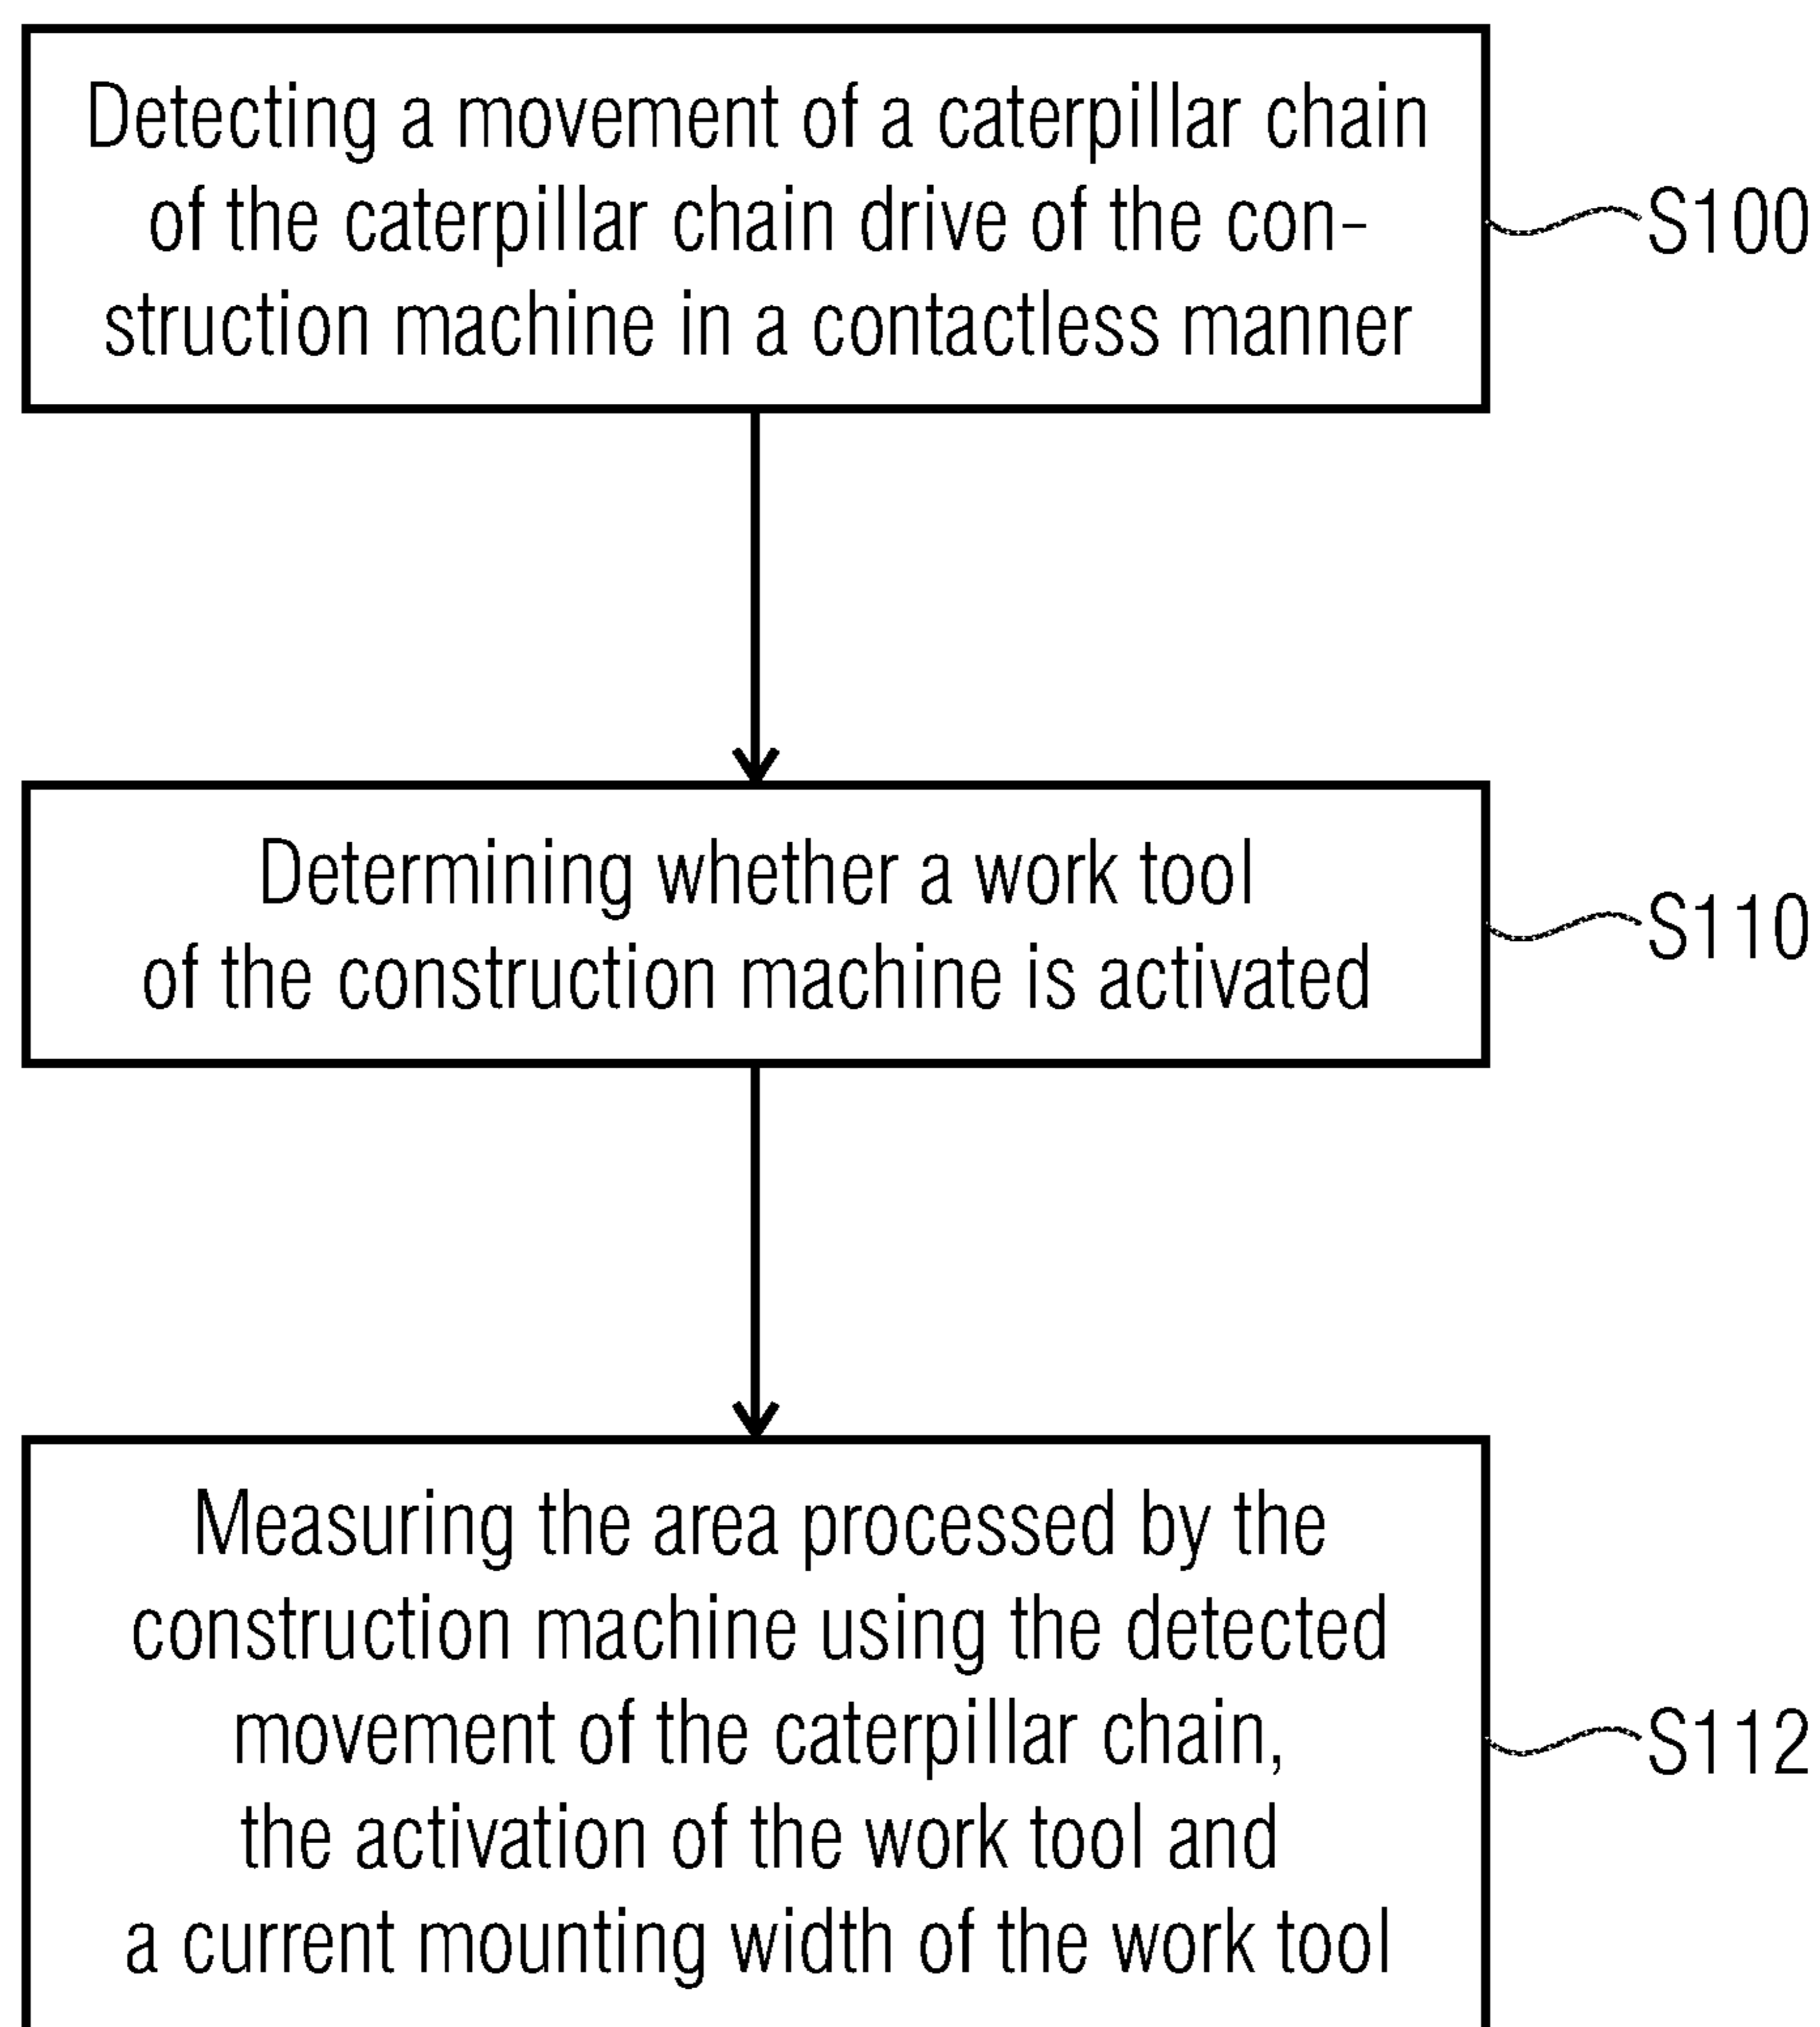 Detecting a movement of a caterpillar chain
of the caterpillar chain drive of the con-
struction machine in a contactless manner
S100
Determining whether a work tool
of the construction machine is activated
S110
Measuring the area processed by the
construction machine using the detected
movement of the caterpillar chain,
the activation of the work tool and
a current mounting width of the work tool
S112